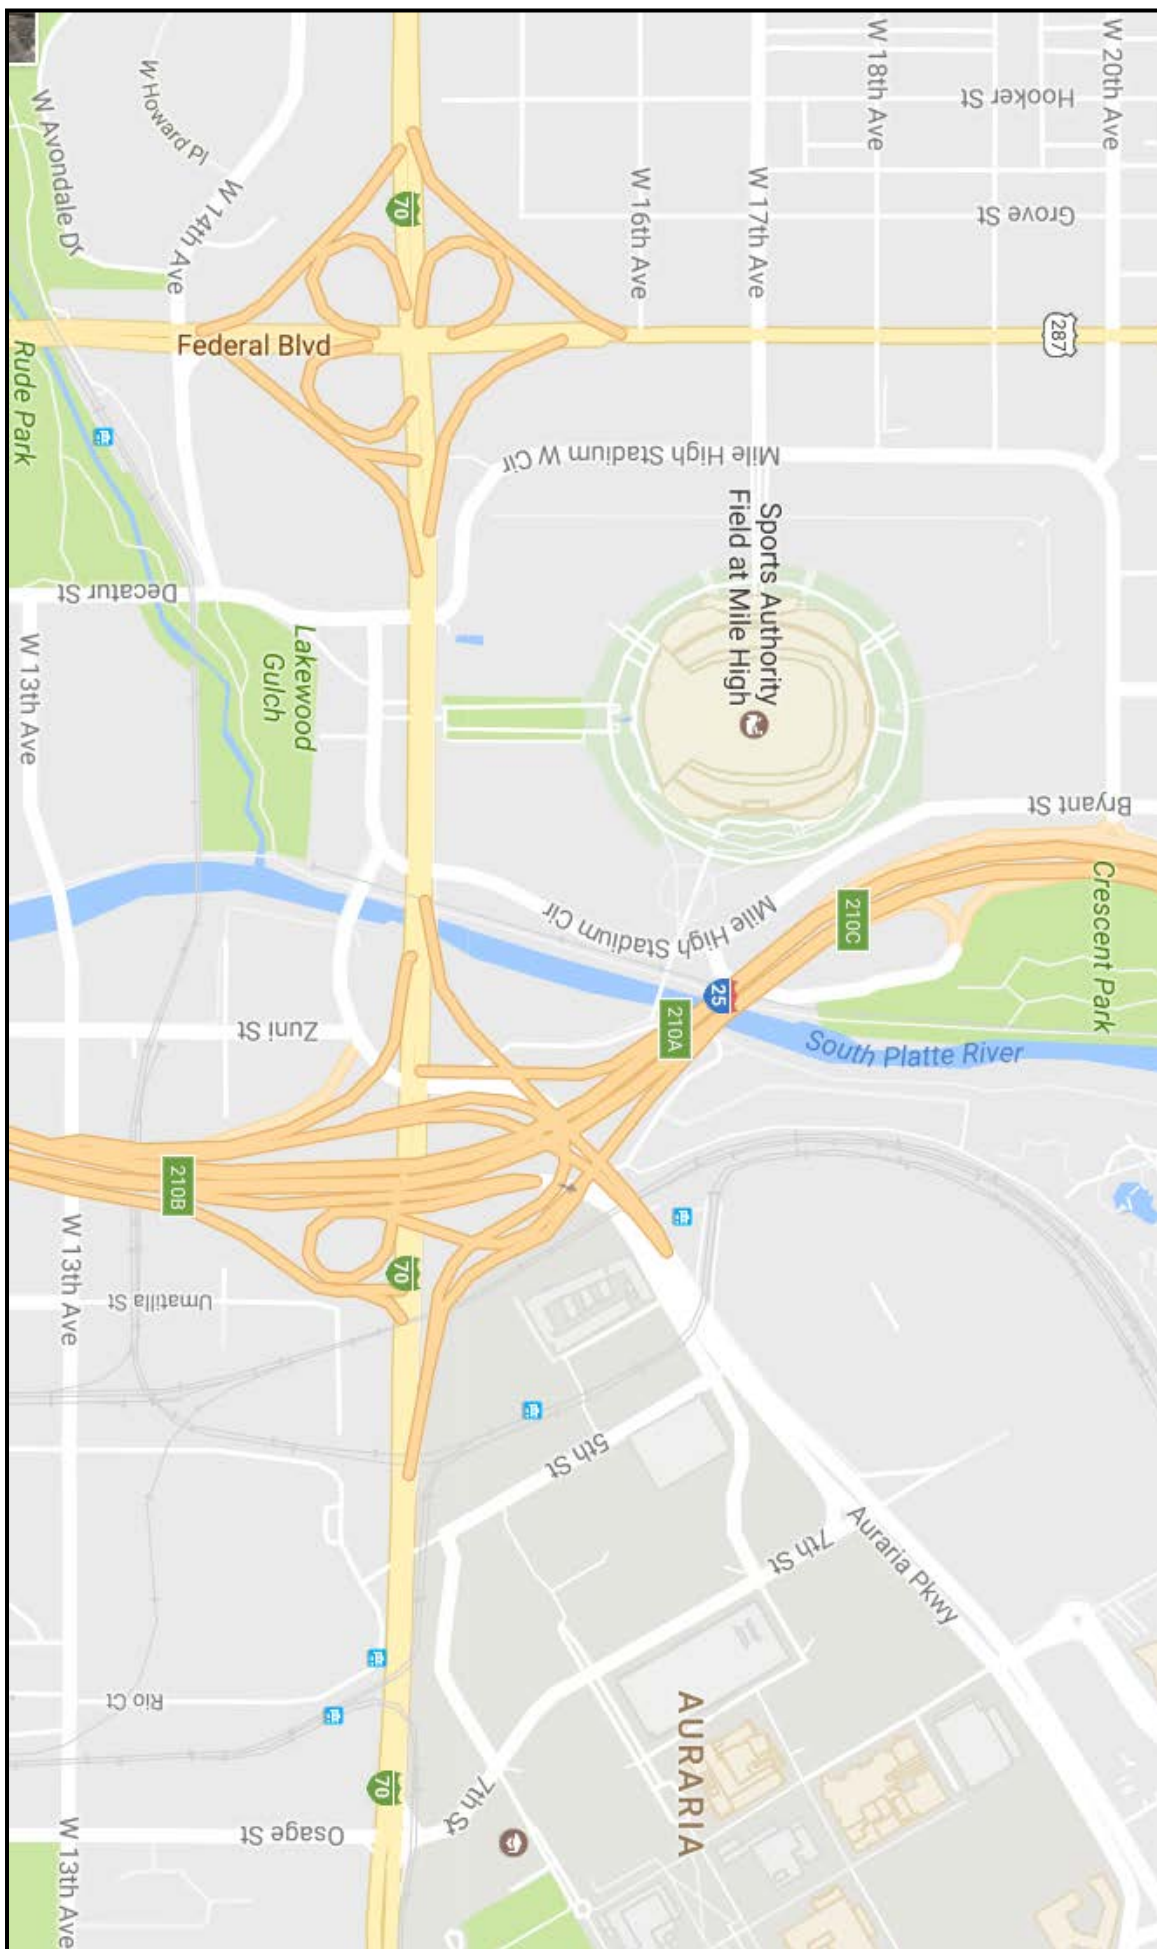 W 20th Ave
Bryant St
Crescent Park
287
Hooker St
Grove St
South Platte River
W 18th Ave
210C
Auraria Pkwy
7th St
W 17th Ave
Mile High Stadium W Cir
Sports Authority
Field at Mile High
Mile High Stadium Cir
25
210A
AURARIA
W 16th Ave
5th St
7th St
70
70
70
Federal Blvd
Lakewood
Gulch
Zuni St
Osage St
W Howard Pl
W 14th Ave
210B
Umatilla St
Rio Ct
Decatur St
W Avondale Dr
Rude Park
W 13th Ave
W 13th Ave
W 13th Ave